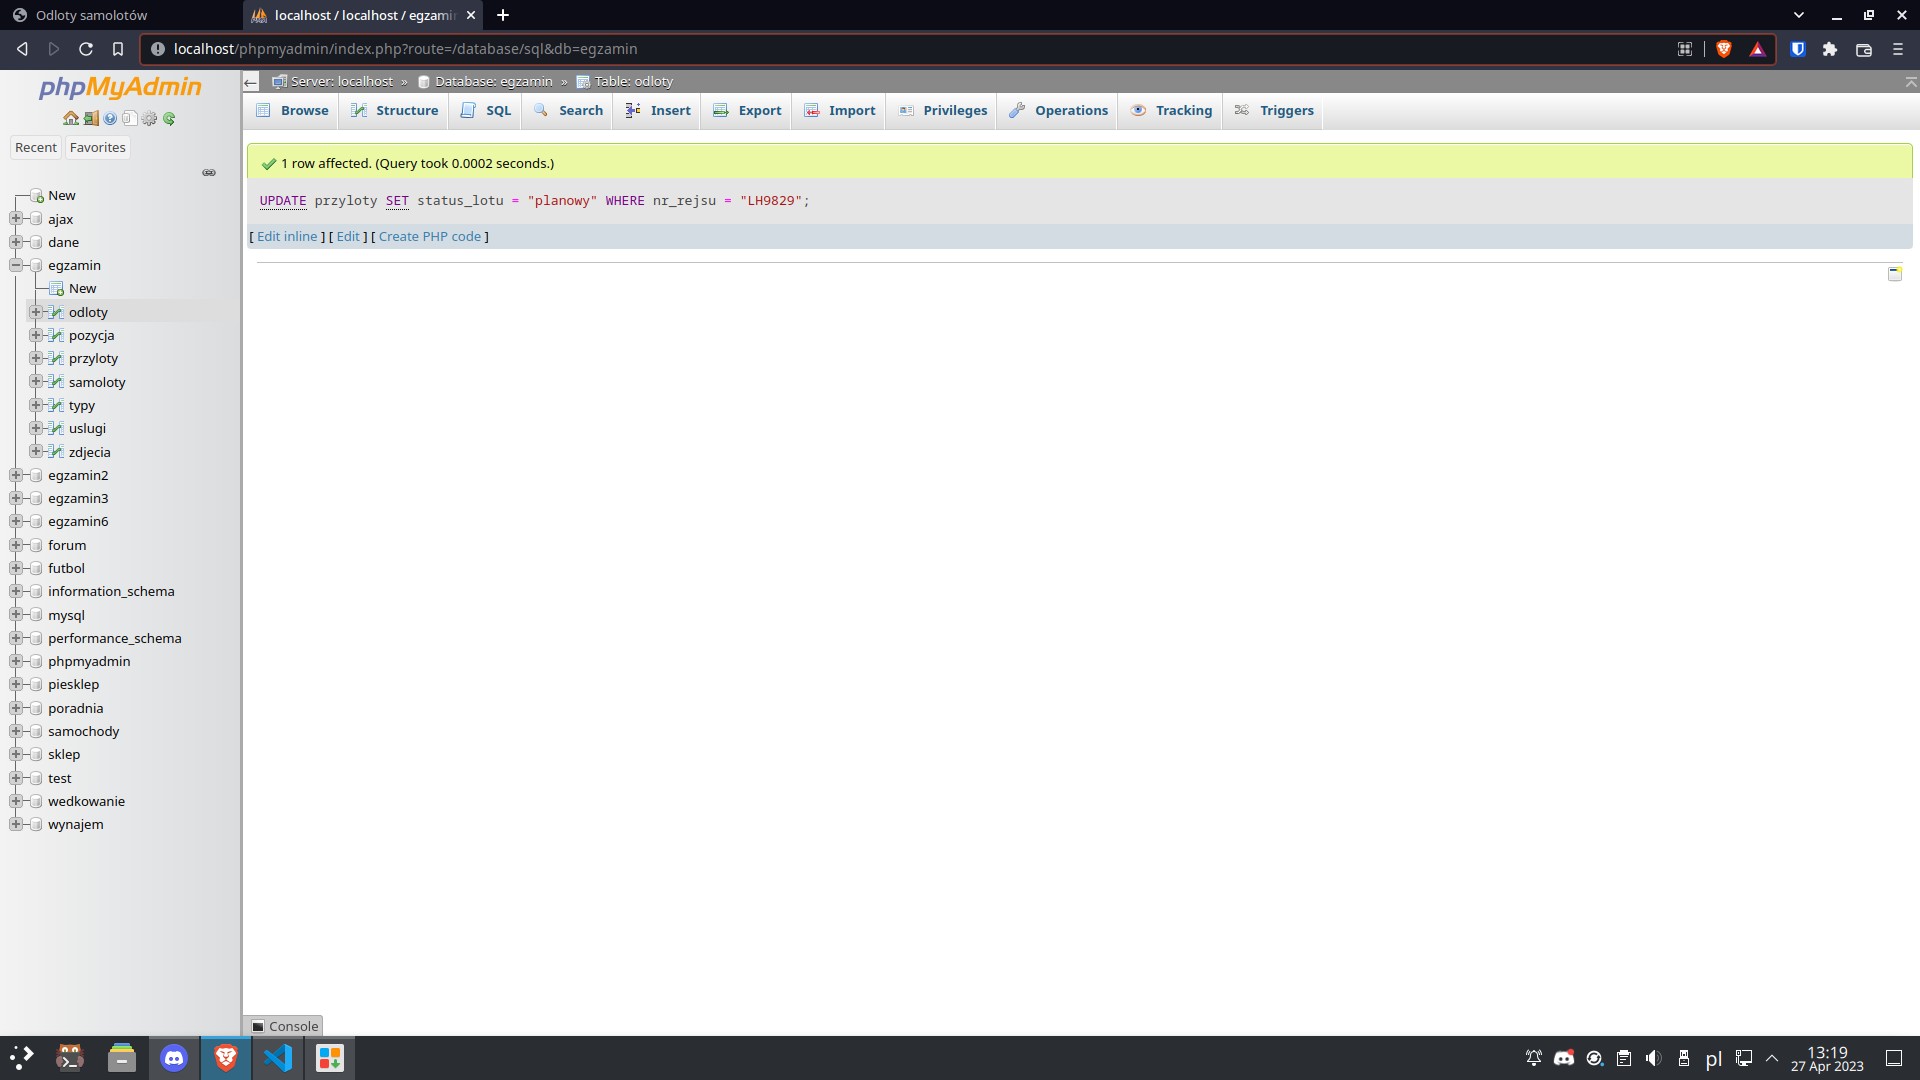 Odloty samolotów
localhost / localhost / egzamin
localhost/phpmyadmin/index.php?route=/database/sql&db=egzamin
phpMyAdmin
Server: localhost » Database: egzamin » Table: odloty
Browse Structure SQL Search Insert Export Import Privileges Operations Tracking Triggers
Recent Favorites
1 row affected. (Query took 0.0002 seconds.)
UPDATE przyloty SET status_lotu = "planowy" WHERE nr_rejsu = "LH9829";
[ Edit inline ] [ Edit ] [ Create PHP code ]
New
ajax
dane
egzamin
New
odloty
pozycja
przyloty
samoloty
typy
uslugi
zdjecia
egzamin2
egzamin3
egzamin6
forum
futbol
information_schema
mysql
performance_schema
phpmyadmin
piesklep
poradnia
samochody
sklep
test
wedkowanie
wynajem
Console
pl
13:19
27 Apr 2023